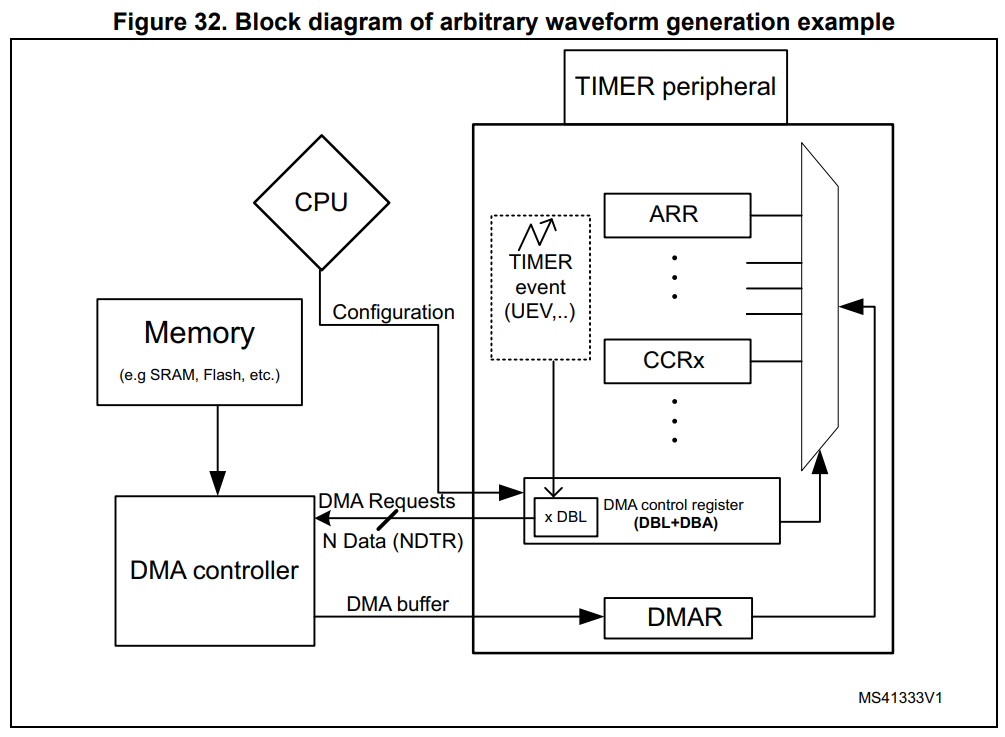 Figure 32. Block diagram of arbitrary waveform generation example
TIMER peripheral
CPU
ARR
TIMER
event
(UEV,..)
Configuration
Memory
(e.g SRAM, Flash, etc.)
CCRx
DMA Requests
x DBL
DMA control register
(DBL+DBA)
N Data (NDTR)
DMA controller
DMA buffer
DMAR
MS41333V1